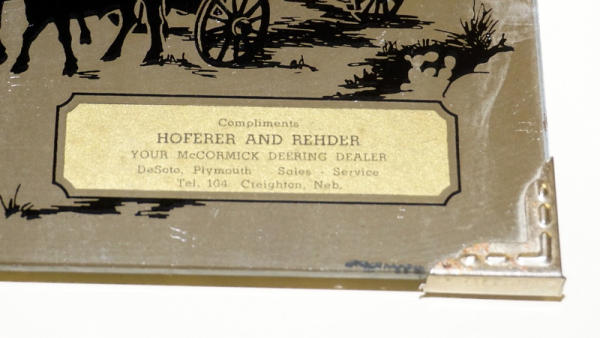 Compliments
HOFERER AND REHDER
YOUR McCORMICK DEERING DEALER
DeSoto, Plymouth Sales - Service
Tel. 104 Creighton, Neb.